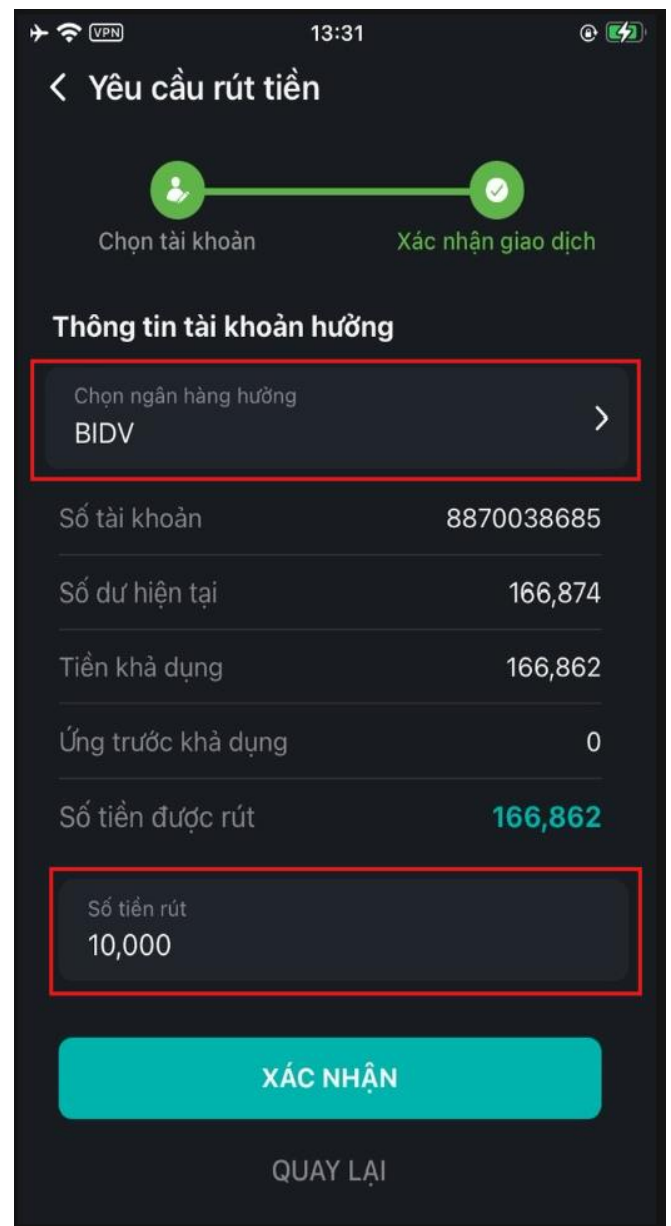 VPN 13:31
Yêu cầu rút tiền
Chọn tài khoản Xác nhận giao dịch
Thông tin tài khoản hưởng
Chọn ngân hàng hưởng
BIDV
Số tài khoản 8870038685
Số dư hiện tại 166,874
Tiền khả dụng 166,862
Ứng trước khả dụng 0
Số tiền được rút 166,862
Số tiền rút
10,000
XÁC NHẬN
QUAY LẠI